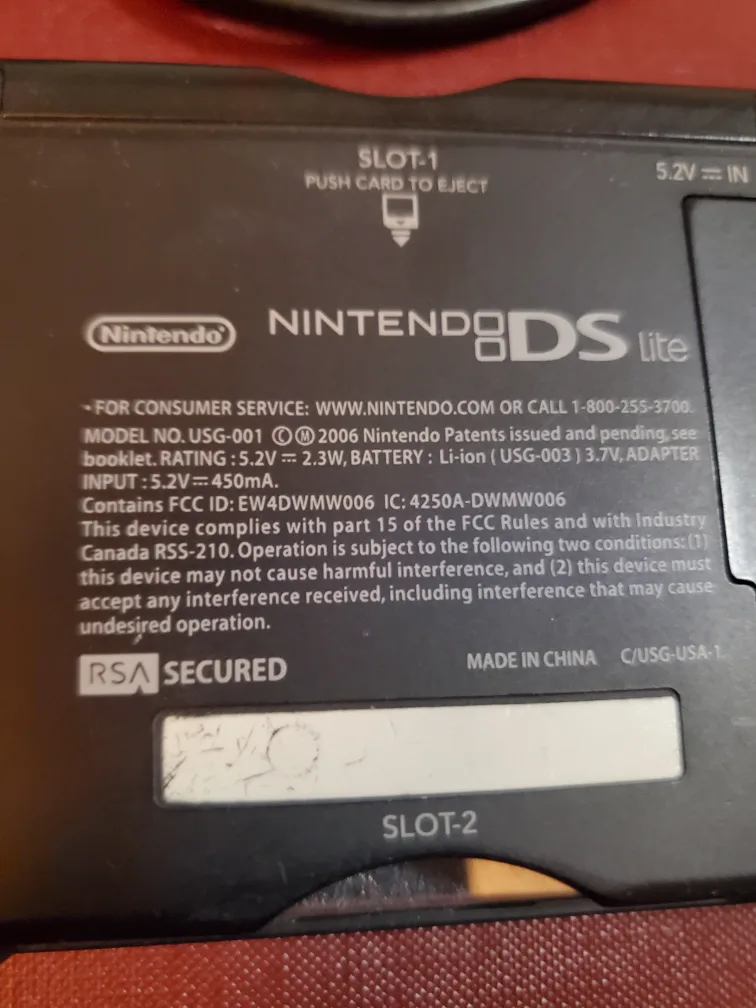 SLOT-1
PUSH CARD TO EJECT
5.2V ⎓ IN
Nintendo®
NINTENDO DS lite
• FOR CONSUMER SERVICE: WWW.NINTENDO.COM OR CALL 1-800-255-3700.
MODEL NO. USG-001 Ⓒ Ⓜ 2006 Nintendo Patents issued and pending, see
booklet. RATING : 5.2V ⎓ 2.3W, BATTERY : Li-ion ( USG-003 ) 3.7V, ADAPTER
INPUT : 5.2V ⎓ 450mA.
Contains FCC ID: EW4DWMW006 IC: 4250A-DWMW006
This device complies with part 15 of the FCC Rules and with Industry
Canada RSS-210. Operation is subject to the following two conditions: (1)
this device may not cause harmful interference, and (2) this device must
accept any interference received, including interference that may cause
undesired operation.
RSA SECURED
MADE IN CHINA C/USG-USA-1
SLOT-2